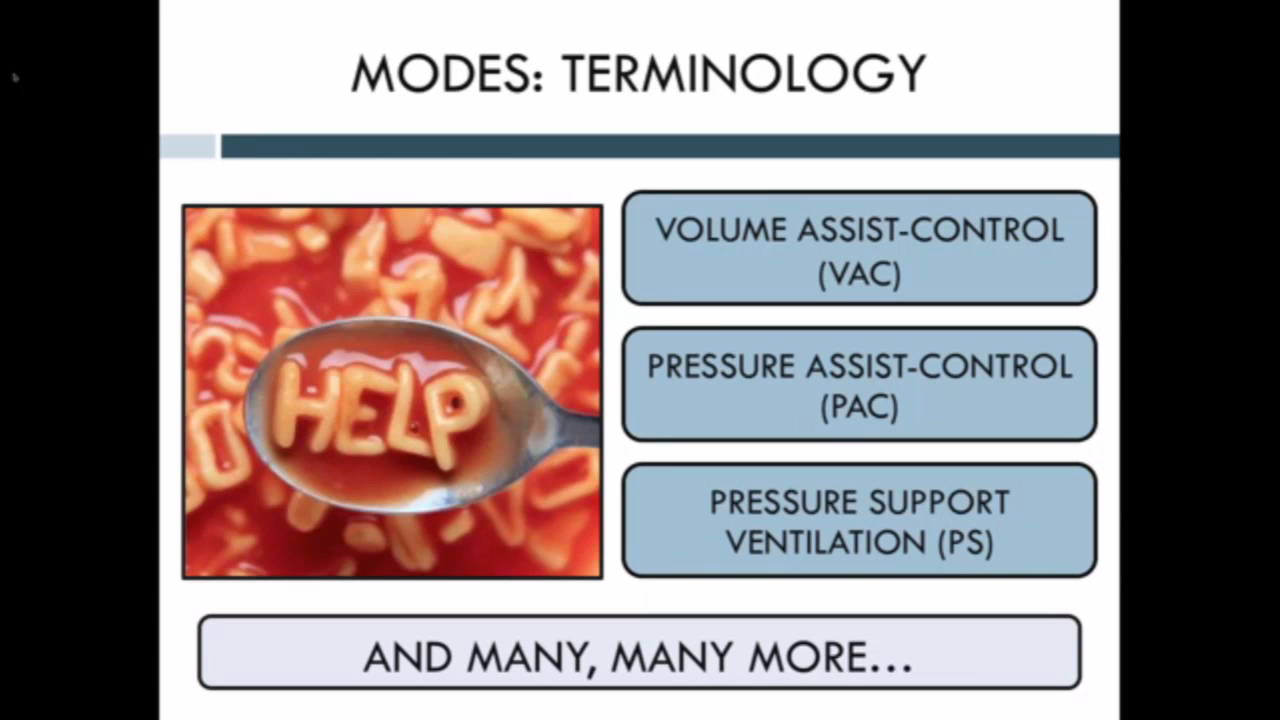 MODES: TERMINOLOGY
HELP
VOLUME ASSIST-CONTROL
(VAC)
PRESSURE ASSIST-CONTROL
(PAC)
PRESSURE SUPPORT
VENTILATION (PS)
AND MANY, MANY MORE...